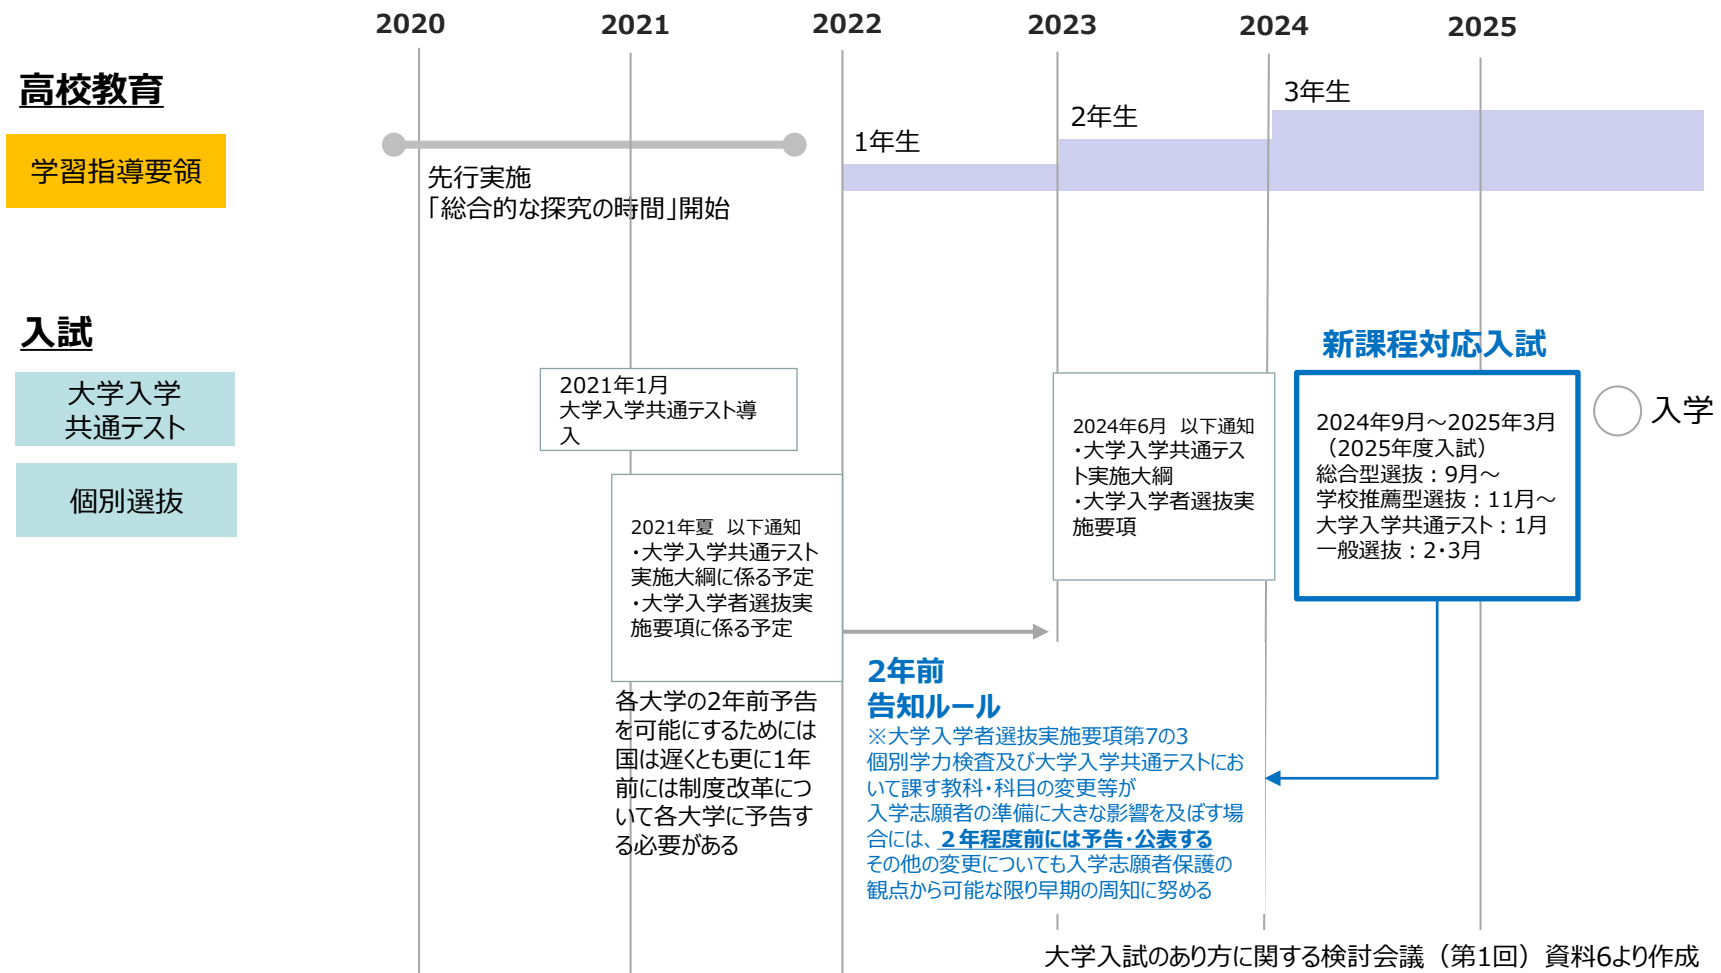 2020
2021
2022
2023
2024
2025
高校教育
学習指導要領
先行実施
「総合的な探究の時間」開始
1年生
2年生
3年生
入試
大学入学
共通テスト
個別選抜
2021年1月
大学入学共通テスト導
入
2021年夏 以下通知
・大学入学共通テスト
実施大綱に係る予定
・大学入学者選抜実
施要項に係る予定
各大学の2年前予告
を可能にするためには
国は遅くとも更に1年
前には制度改革につ
いて各大学に予告す
る必要がある
2年前
告知ルール
※大学入学者選抜実施要項第7の3
個別学力検査及び大学入学共通テストにお
いて課す教科・科目の変更等が
入学志願者の準備に大きな影響を及ぼす場
合には、２年程度前には予告・公表する
その他の変更についても入学志願者保護の
観点から可能な限り早期の周知に努める
2024年6月 以下通知
・大学入学共通テス
ト実施大綱
・大学入学者選抜実
施要項
新課程対応入試
2024年9月～2025年3月
（2025年度入試）
総合型選抜：9月～
学校推薦型選抜：11月～
大学入学共通テスト：1月
一般選抜：2・3月
入学
大学入試のあり方に関する検討会議（第1回）資料6より作成